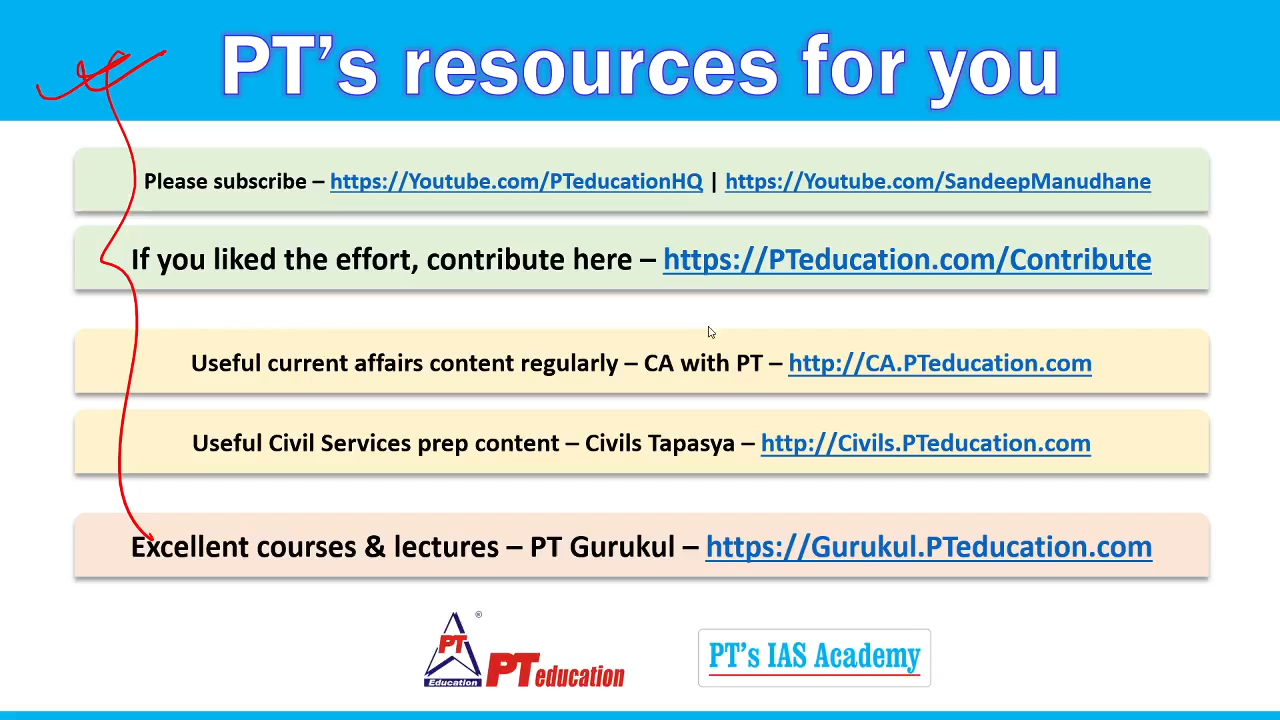 PT's resources for you
Please subscribe – https://Youtube.com/PTeducationHQ | https://Youtube.com/SandeepManudhane
If you liked the effort, contribute here – https://PTeducation.com/Contribute
Useful current affairs content regularly – CA with PT – http://CA.PTeducation.com
Useful Civil Services prep content – Civils Tapasya – http://Civils.PTeducation.com
Excellent courses & lectures – PT Gurukul – https://Gurukul.PTeducation.com
PT ®
Education
PT education
PT's IAS Academy